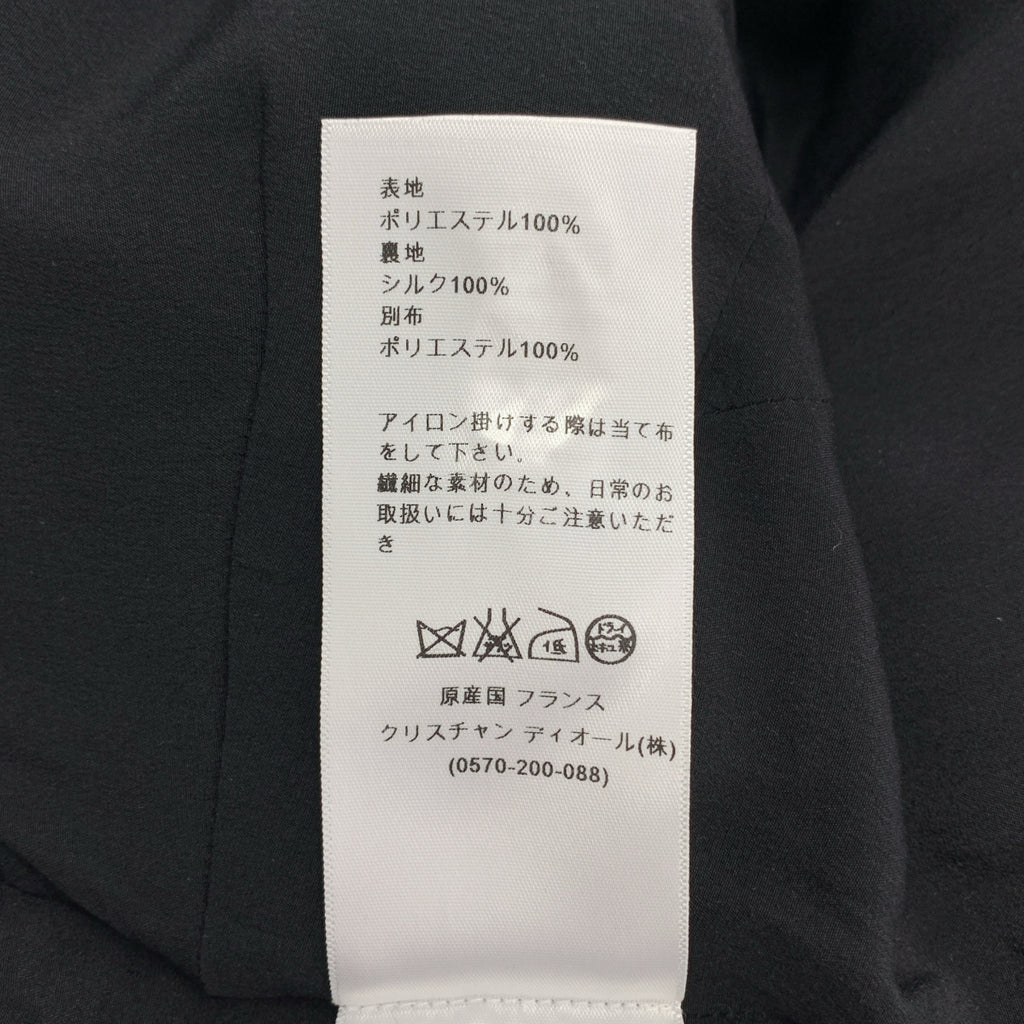 表地
ポリエステル100%
裏地
シルク100%
別布
ポリエステル100%
アイロン掛けする際は当て布
をして下さい。
繊細な素材のため、日常のお
取扱いには十分ご注意いただ
き
低 ドライ
原産国 フランス
クリスチャン ディオール(株)
(0570-200-088)